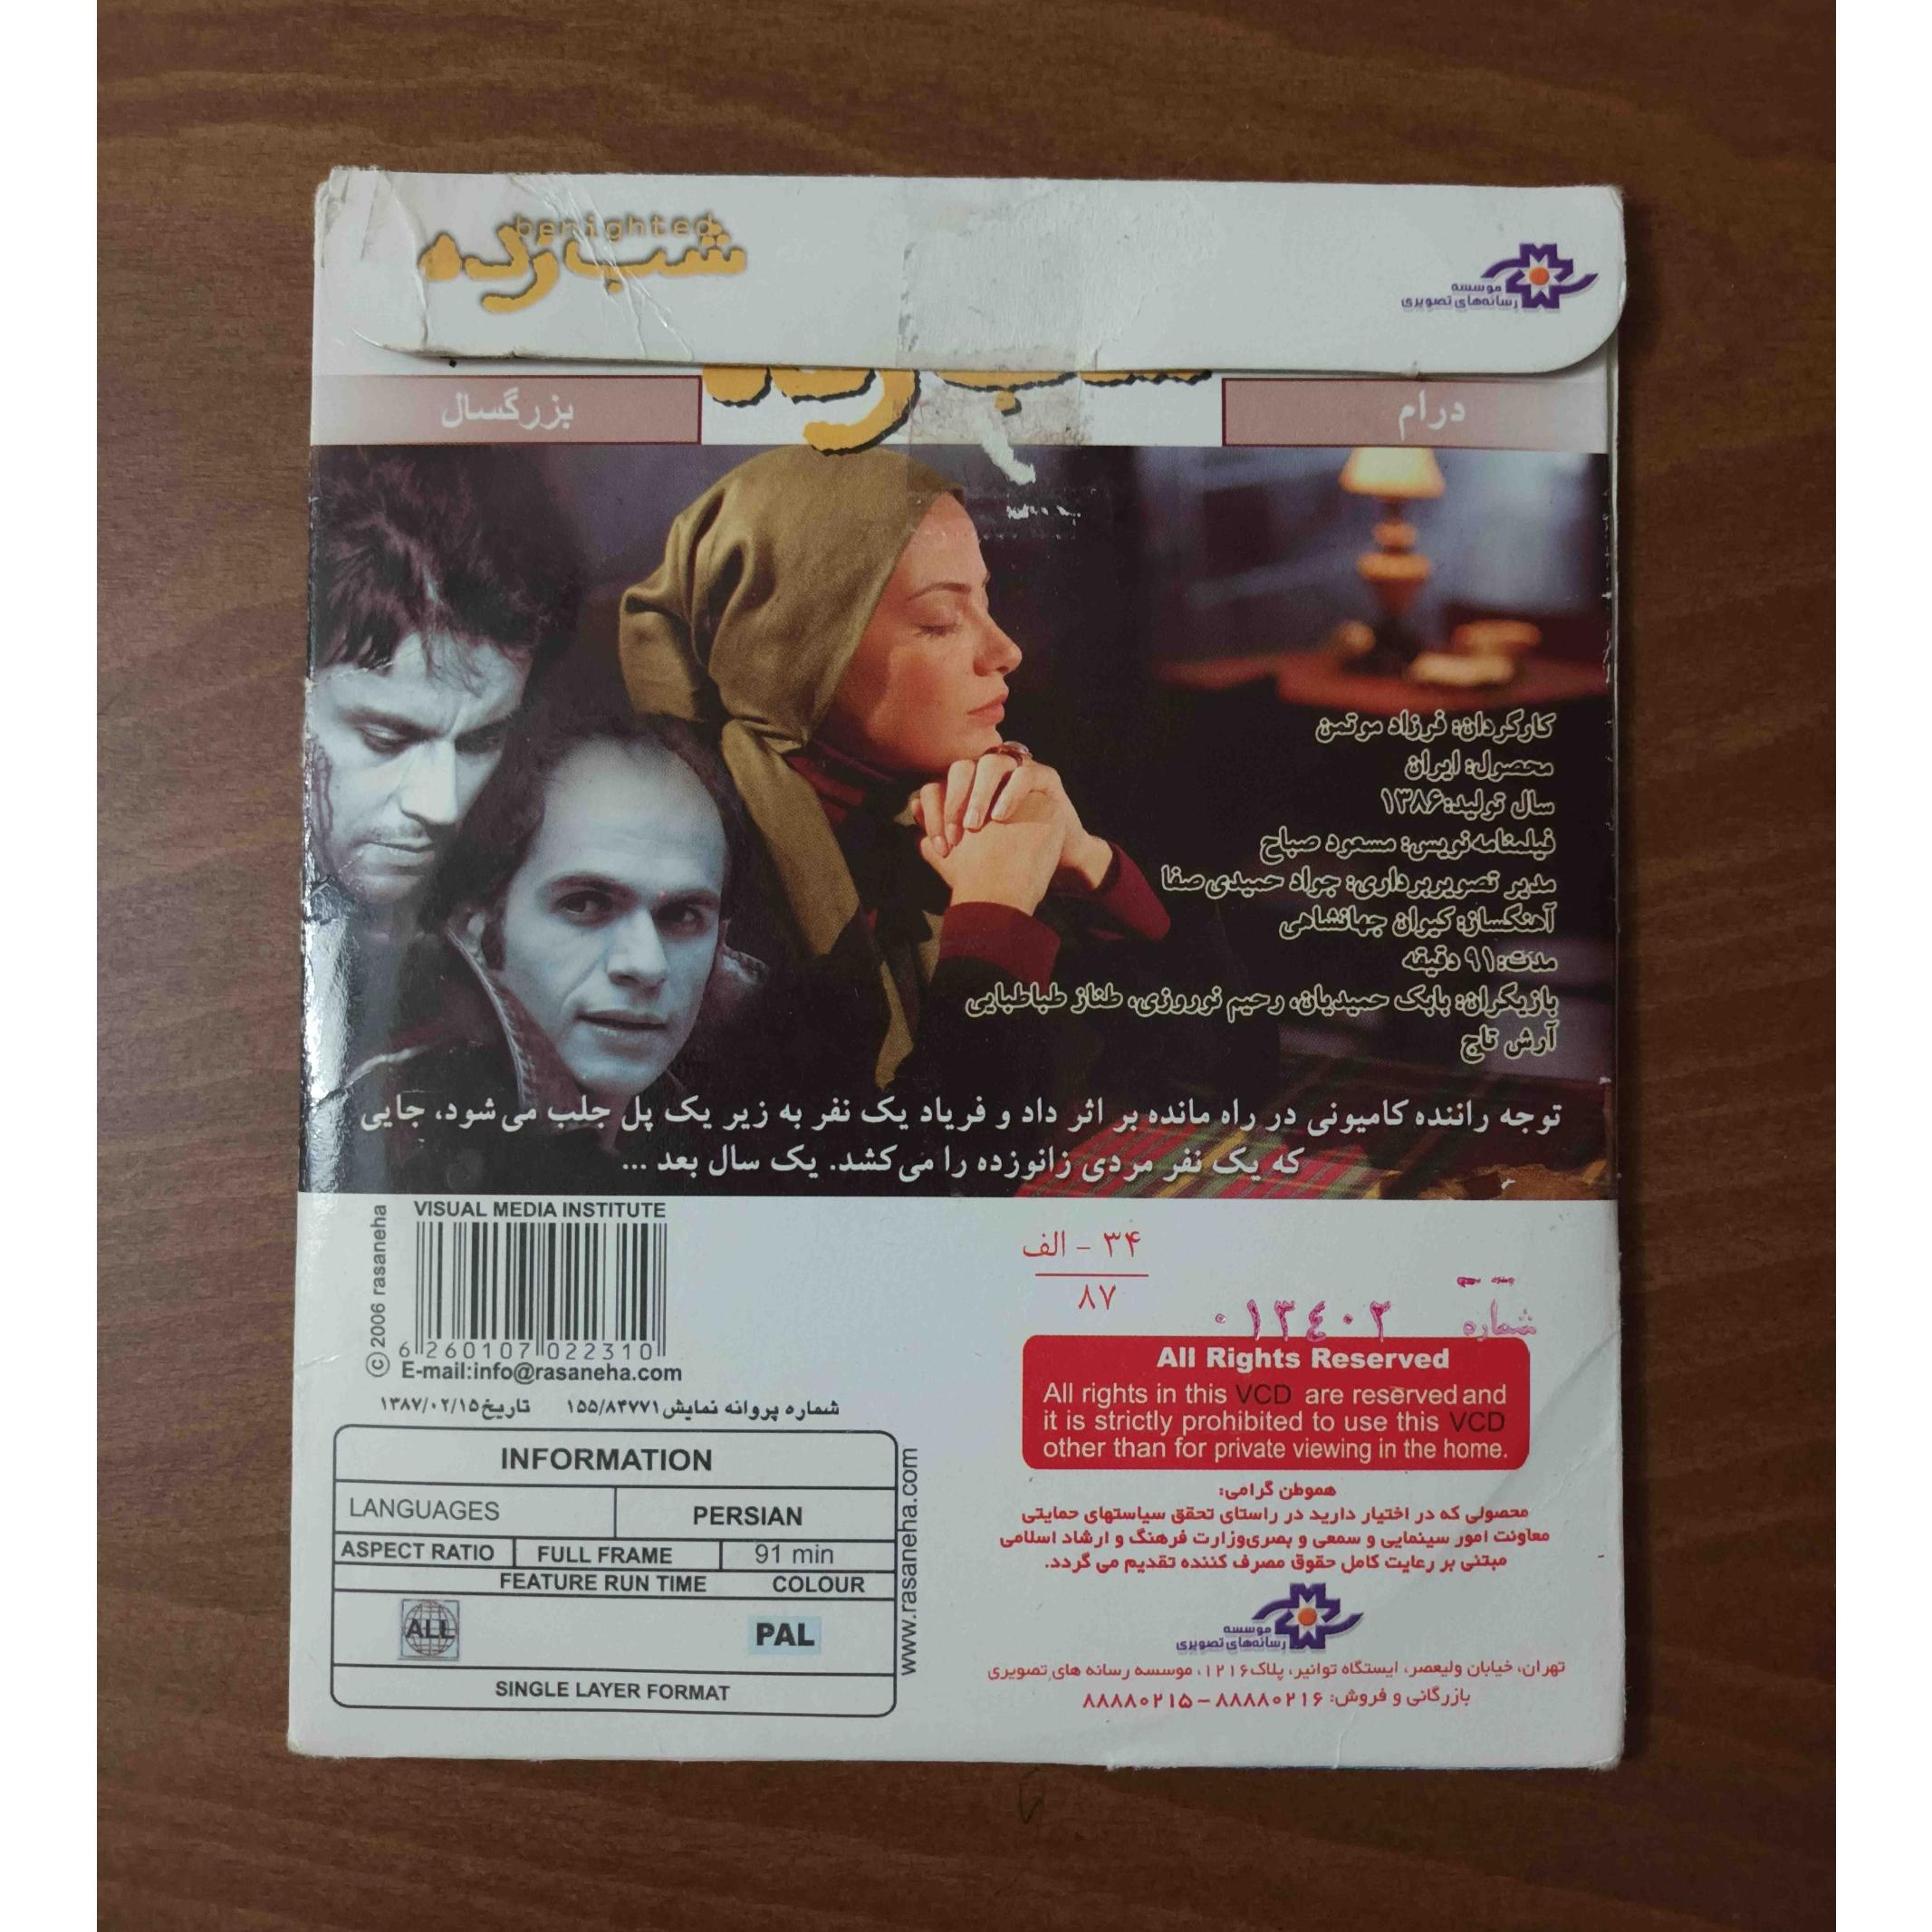 benighted
شب‌زده
موسسه
رسانه‌های تصویری
بزرگسال
درام
کارگردان: فرزاد موتمن
محصول: ایران
سال تولید:۱۳۸۶
فیلمنامه‌نویس: مسعود صباح
مدیر تصویربرداری: جواد حمیدی‌صفا
آهنگساز: کیوان جهانشاهی
مدت:۹۱ دقیقه
بازیگران: بابک حمیدیان، رحیم نوروزی، طناز طباطبایی
آرش تاج
توجه راننده کامیونی در راه مانده بر اثر داد و فریاد یک نفر به زیر یک پل جلب می‌شود، جایی
که یک نفر مردی زانوزده را می‌کشد. یک سال بعد ...
VISUAL MEDIA INSTITUTE
© 2006 rasaneha
6 260107 022310
E-mail:info@rasaneha.com
شماره پروانه نمایش ۱۵۵/۸۴۷۷۱ تاریخ ۱۳۸۷/۰۲/۱۵
INFORMATION
LANGUAGES PERSIAN
ASPECT RATIO FULL FRAME 91 min
FEATURE RUN TIME COLOUR
ALL PAL
SINGLE LAYER FORMAT
www.rasaneha.com
۳۴ - الف
۸۷
شماره ۰۱۳٤۰۲
All Rights Reserved
All rights in this VCD are reserved and
it is strictly prohibited to use this VCD
other than for private viewing in the home.
هموطن گرامی:
محصولی که در اختیار دارید در راستای تحقق سیاستهای حمایتی
معاونت امور سینمایی و سمعی و بصری‌وزارت فرهنگ و ارشاد اسلامی
مبتنی بر رعایت کامل حقوق مصرف کننده تقدیم می گردد.
موسسه
رسانه‌های تصویری
تهران، خیابان ولیعصر، ایستگاه توانیر، پلاک۱۲۱۶، موسسه رسانه های تصویری
بازرگانی و فروش: ۸۸۸۸۰۲۱۶ – ۸۸۸۸۰۲۱۵